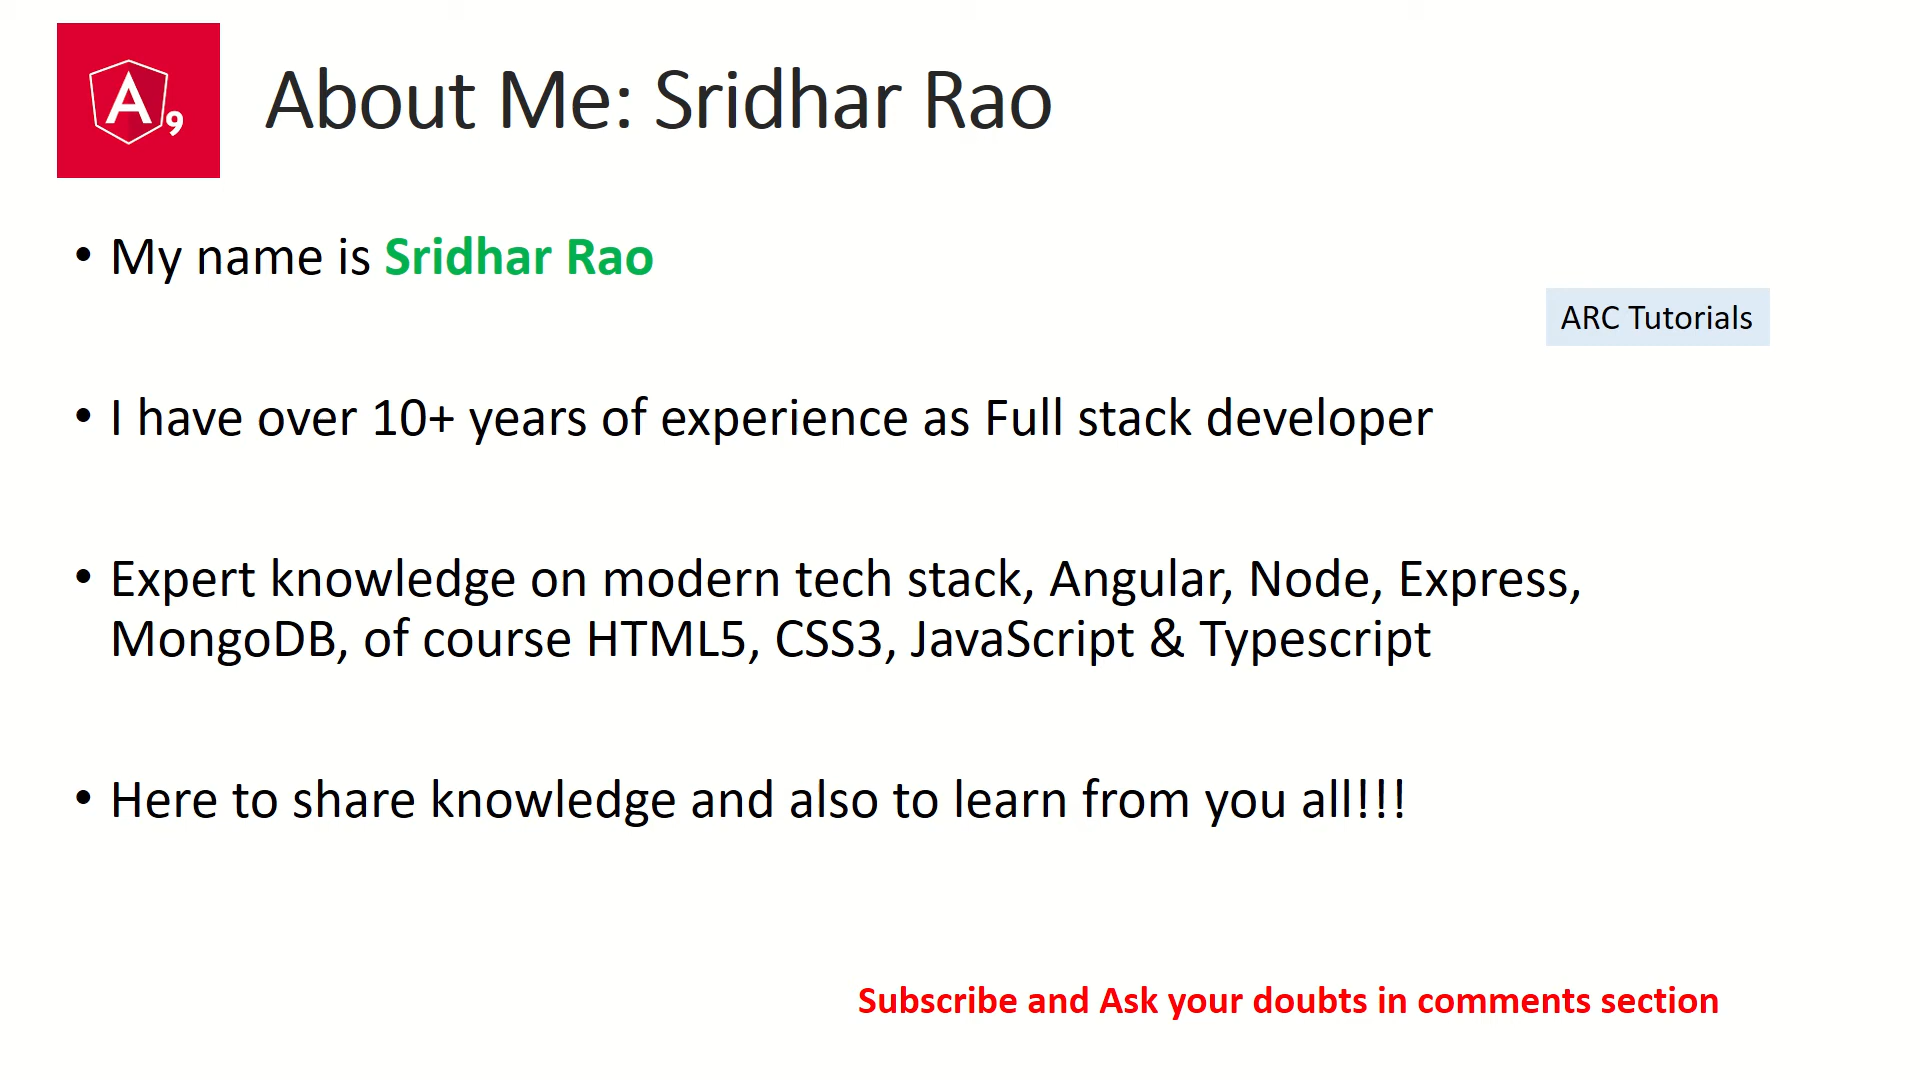 A 9
About Me: Sridhar Rao
• My name is Sridhar Rao
ARC Tutorials
• I have over 10+ years of experience as Full stack developer
• Expert knowledge on modern tech stack, Angular, Node, Express,
MongoDB, of course HTML5, CSS3, JavaScript & Typescript
• Here to share knowledge and also to learn from you all!!!
Subscribe and Ask your doubts in comments section